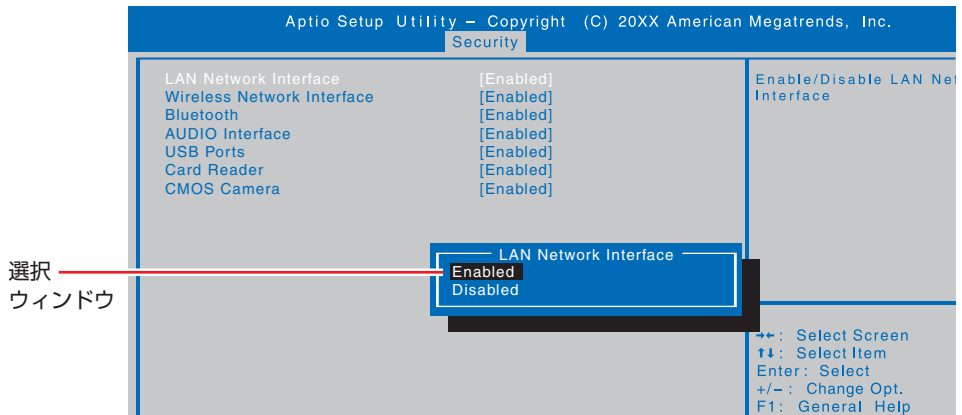 Aptio Setup Utility – Copyright (C) 20XX American Megatrends, Inc.
Security
LAN Network Interface [Enabled]
Wireless Network Interface [Enabled]
Bluetooth [Enabled]
AUDIO Interface [Enabled]
USB Ports [Enabled]
Card Reader [Enabled]
CMOS Camera [Enabled]
Enable/Disable LAN Net
Interface
LAN Network Interface
Enabled
Disabled
選択
ウィンドウ
→←: Select Screen
↑↓: Select Item
Enter: Select
+/–: Change Opt.
F1: General Help